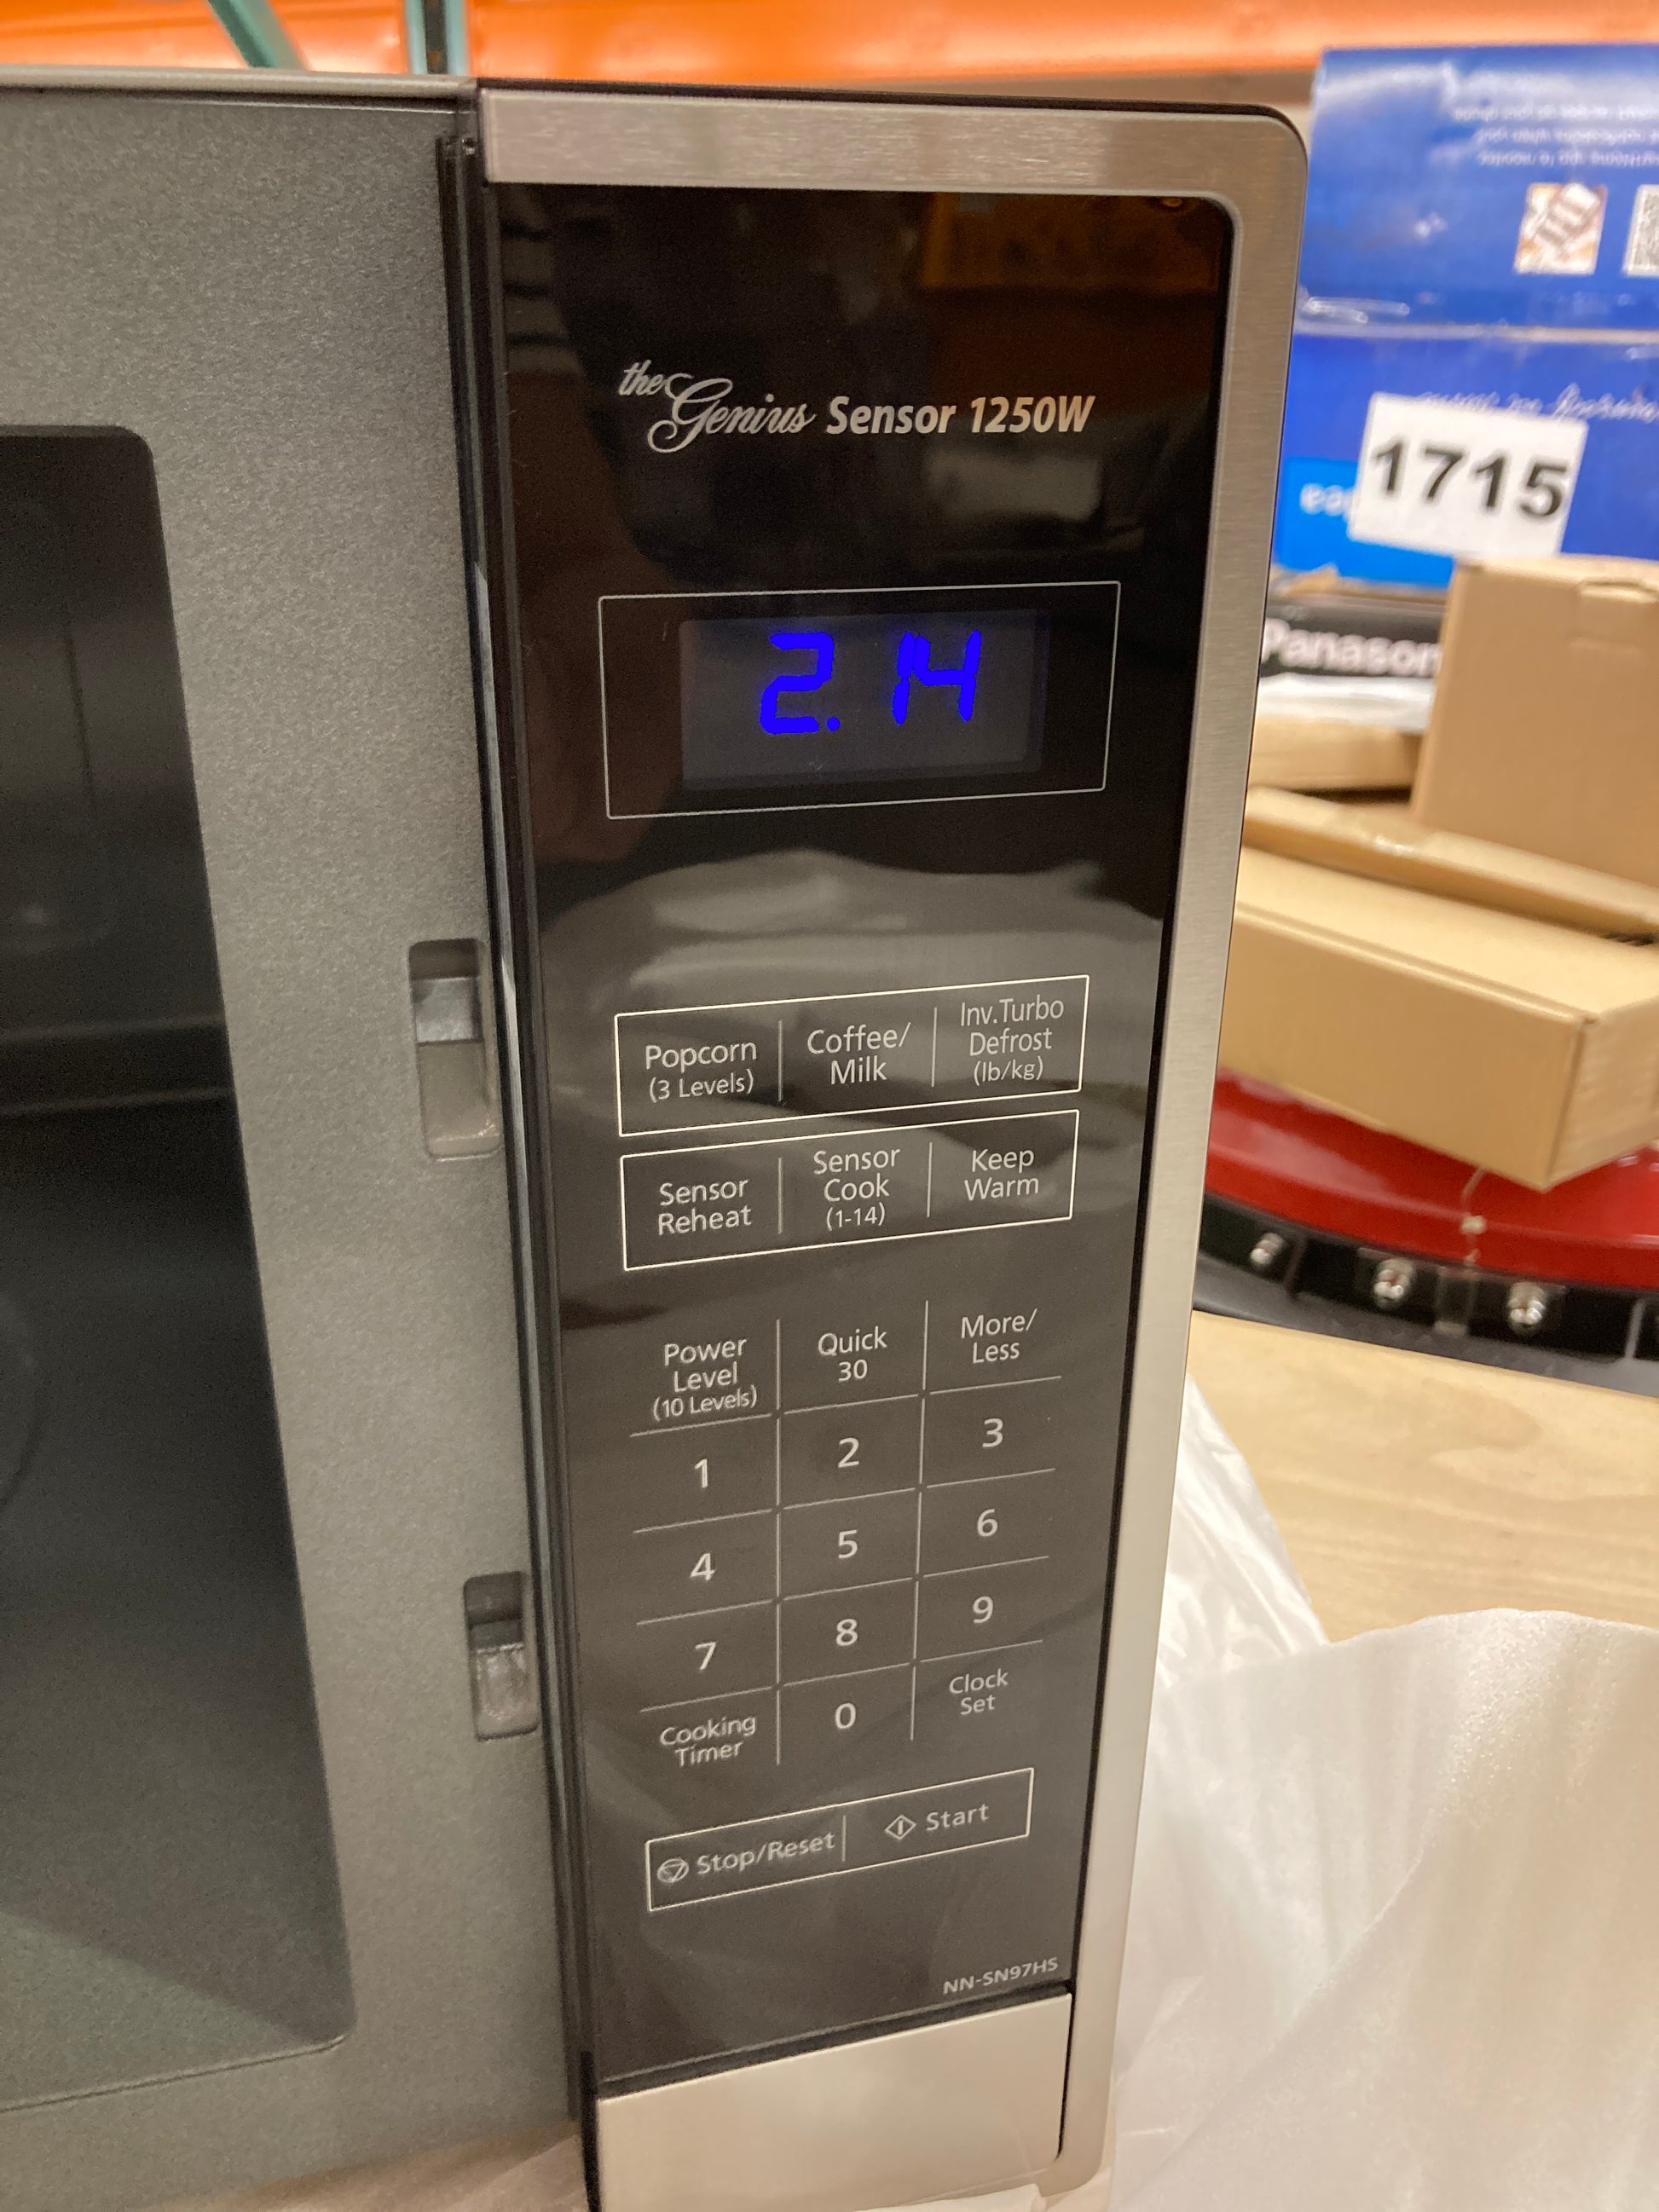 the Genius Sensor 1250W
1715
2.14
Panason
Popcorn
(3 Levels)
Coffee/
Milk
Inv.Turbo
Defrost
(lb/kg)
Sensor
Reheat
Sensor
Cook
(1-14)
Keep
Warm
Power
Level
(10 Levels)
Quick
30
More/
Less
1
2
3
4
5
6
7
8
9
Cooking
Timer
0
Clock
Set
Stop/Reset
Start
NN-SN97HS